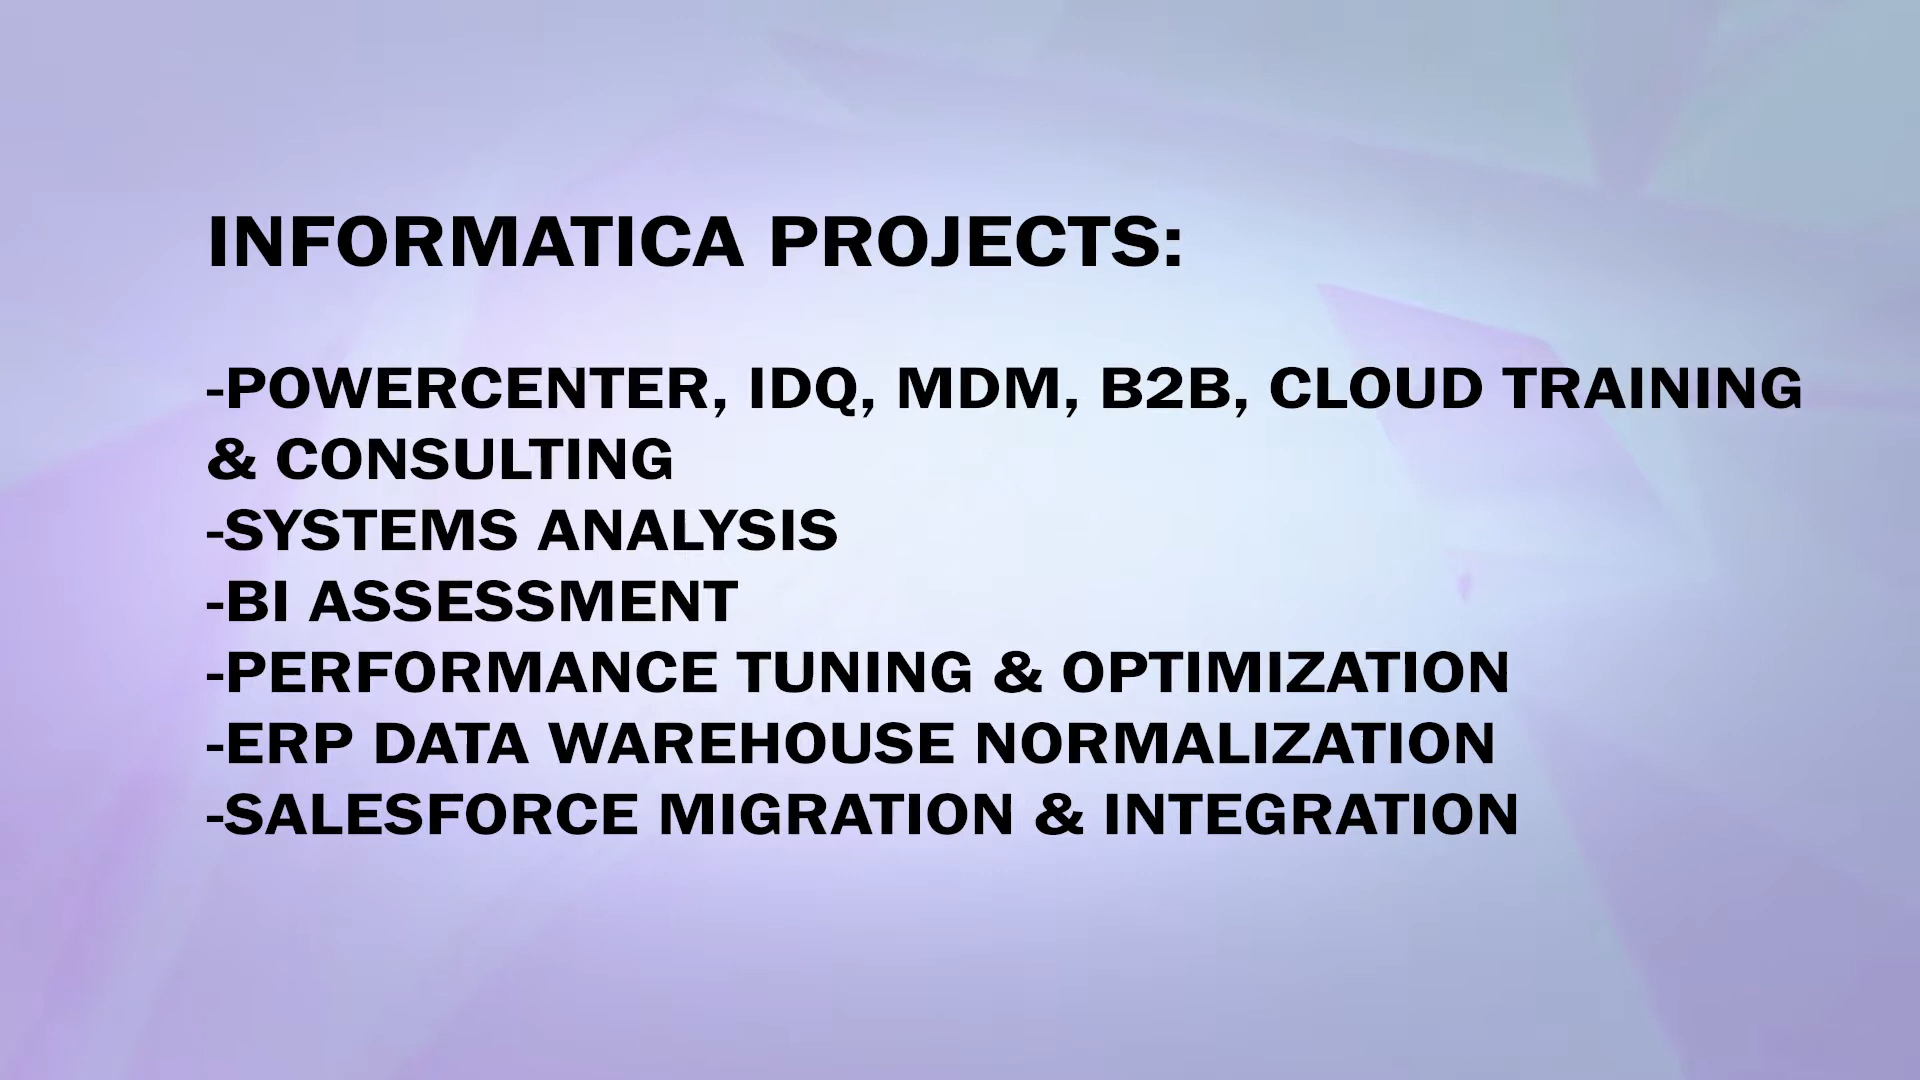 INFORMATICA PROJECTS:
-POWERCENTER, IDQ, MDM, B2B, CLOUD TRAINING
& CONSULTING
-SYSTEMS ANALYSIS
-BI ASSESSMENT
-PERFORMANCE TUNING & OPTIMIZATION
-ERP DATA WAREHOUSE NORMALIZATION
-SALESFORCE MIGRATION & INTEGRATION